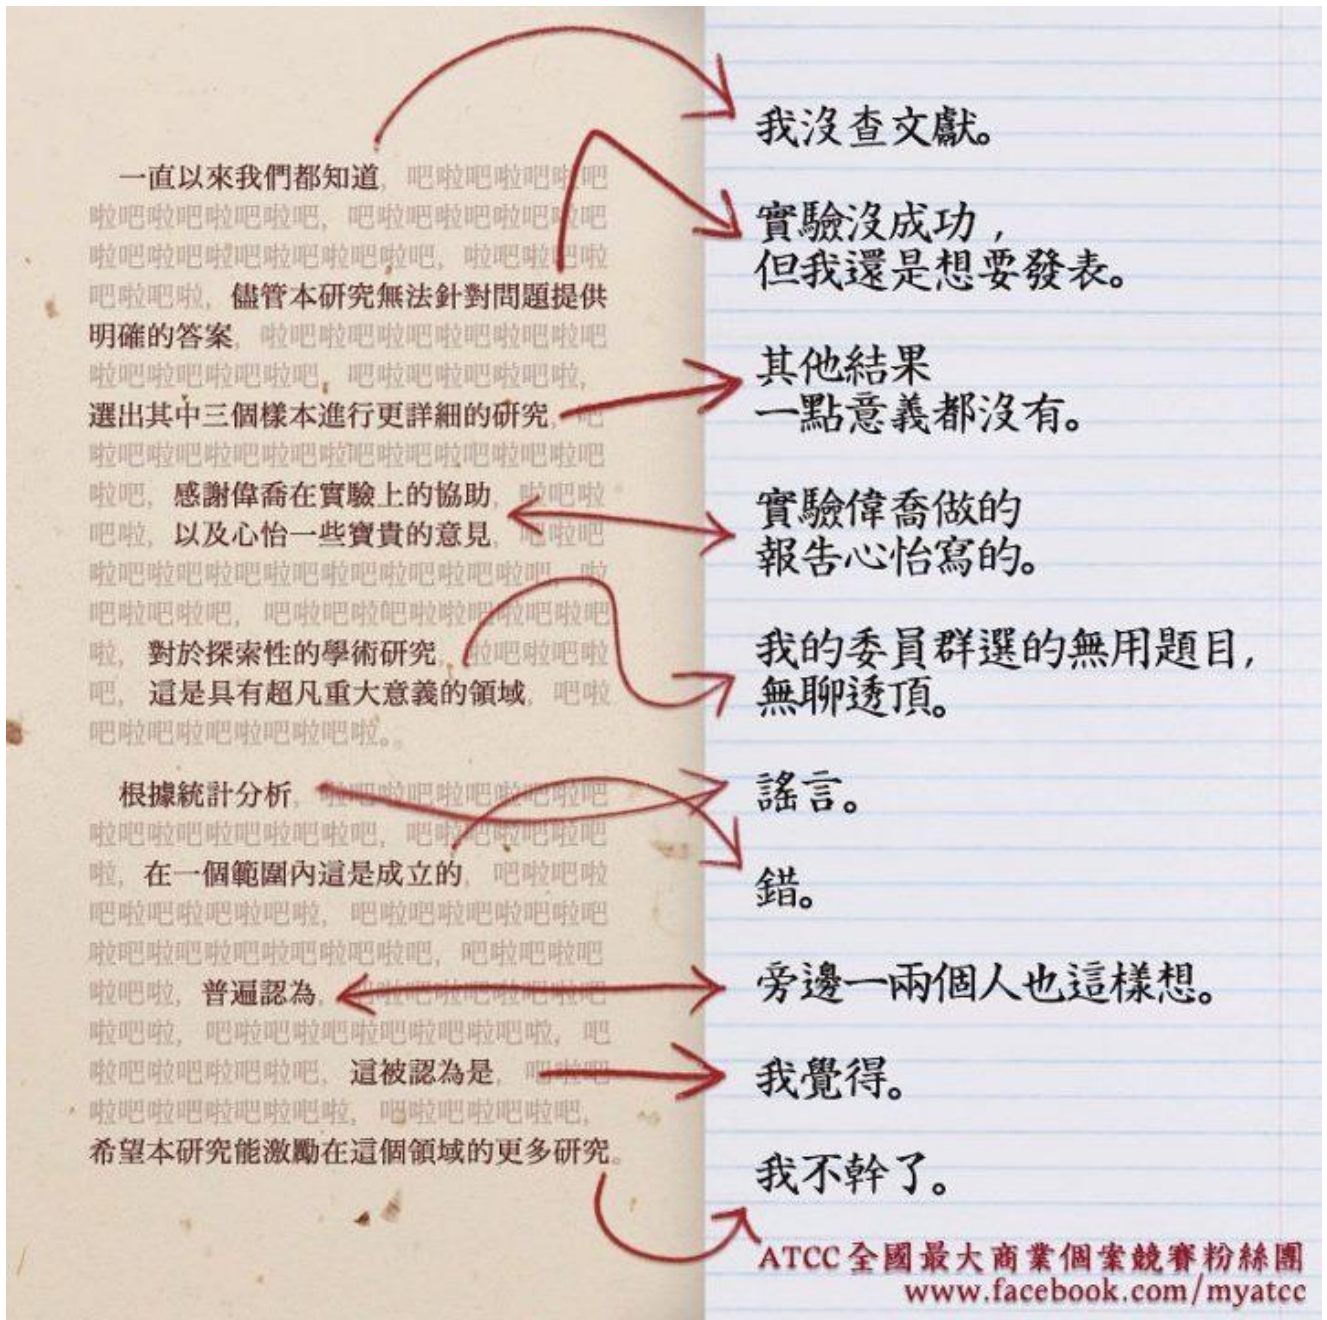 一直以來我們都知道, 吧啦吧啦吧啦吧
啦吧啦吧啦吧啦吧, 吧啦吧啦吧啦吧啦吧
啦吧啦吧啦吧啦吧啦吧啦吧, 啦吧啦吧啦
吧啦吧啦, 儘管本研究無法針對問題提供
明確的答案, 啦吧啦吧啦吧啦吧啦吧啦吧
啦吧啦吧啦吧啦吧吧, 吧啦吧啦吧啦吧啦,
選出其中三個樣本進行更詳細的研究, 吧
啦吧啦吧啦吧啦吧啦吧啦吧啦吧啦吧啦吧
啦吧, 感謝偉喬在實驗上的協助, 啦吧啦
吧啦, 以及心怡一些寶貴的意見, 吧啦吧
啦吧啦吧啦吧啦吧啦吧啦吧啦吧啦吧, 啦
吧啦吧啦吧, 吧啦吧啦吧啦啦吧啦吧啦吧
啦, 對於探索性的學術研究, 啦吧啦吧啦
吧, 這是具有超凡重大意義的領域, 吧啦
吧啦吧啦吧啦吧啦吧啦。
根據統計分析, 啦吧啦吧啦吧啦吧啦吧
啦吧啦吧啦吧啦吧啦吧, 吧啦吧啦吧啦吧
啦, 在一個範圍內這是成立的, 吧啦吧啦
吧啦吧啦吧啦吧啦, 吧啦吧啦吧啦吧啦吧
啦吧啦吧啦吧啦吧啦吧啦吧, 吧啦吧啦吧
啦吧啦, 普遍認為, 吧啦吧啦吧啦吧啦吧
啦吧啦, 吧啦吧啦吧啦吧啦吧啦吧啦, 吧
啦吧啦吧啦吧啦吧, 這被認為是, 吧啦吧
啦吧啦吧啦吧啦吧啦, 吧啦吧啦吧啦吧,
希望本研究能激勵在這個領域的更多研究。
我沒查文獻。
實驗沒成功，
但我還是想要發表。
其他結果
一點意義都沒有。
實驗偉喬做的
報告心怡寫的。
我的委員群選的無用題目,
無聊透頂。
謠言。
錯。
旁邊一兩個人也這樣想。
我覺得。
我不幹了。
ATCC 全國最大商業個案競賽粉絲團
www.facebook.com/myatcc